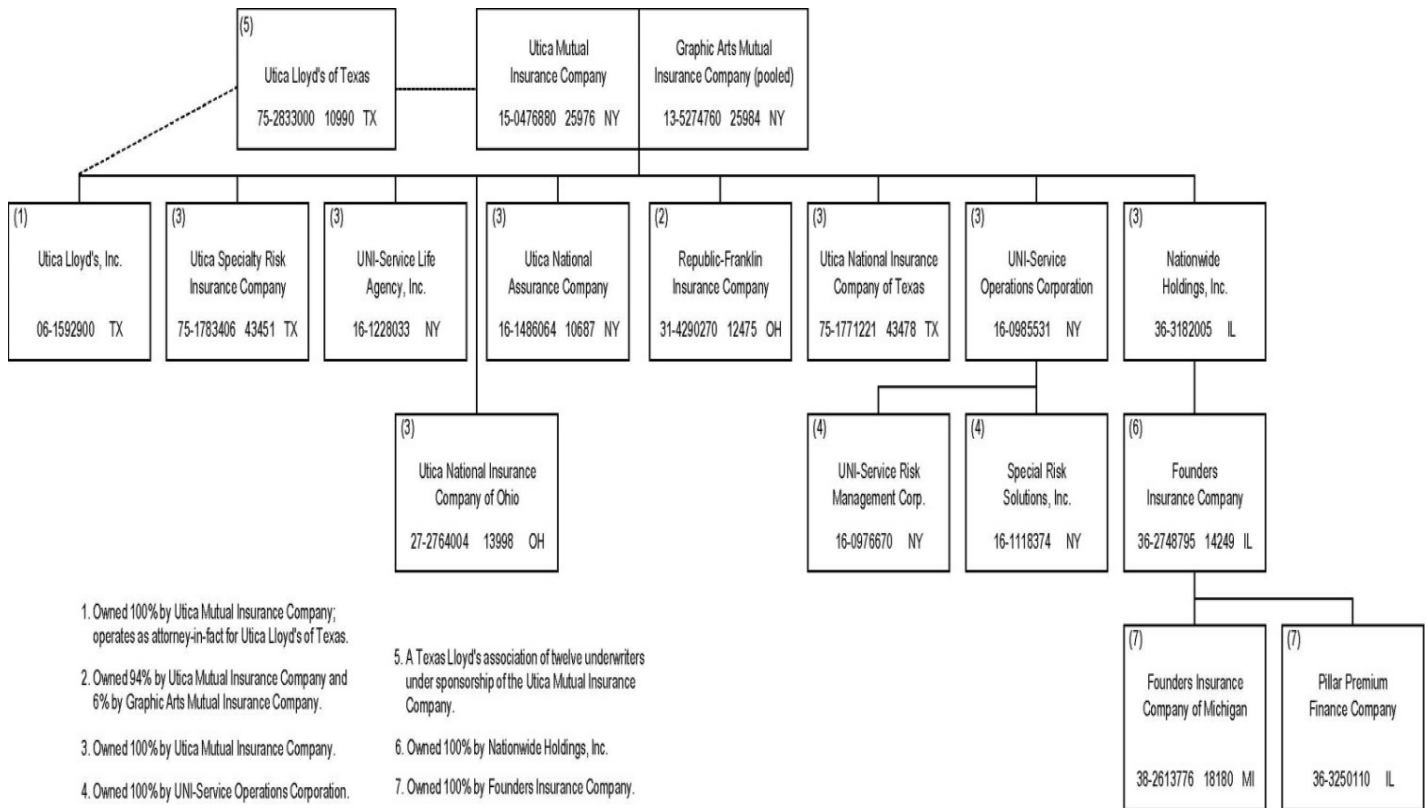 (5)
Utica Lloyd's of Texas
75-2833000 10990 TX
Utica Mutual
Insurance Company
15-0476880 25976 NY
Graphic Arts Mutual
Insurance Company (pooled)
13-5274760 25984 NY
(1)
Utica Lloyd's, Inc.
06-1592900 TX
(3)
Utica Specialty Risk
Insurance Company
75-1783406 43451 TX
(3)
UNI-Service Life
Agency, Inc.
16-1228033 NY
(3)
Utica National
Assurance Company
16-1486064 10687 NY
(2)
Republic-Franklin
Insurance Company
31-4290270 12475 OH
(3)
Utica National Insurance
Company of Texas
75-1771221 43478 TX
(3)
UNI-Service
Operations Corporation
16-0985531 NY
(3)
Nationwide
Holdings, Inc.
36-3182005 IL
(3)
Utica National Insurance
Company of Ohio
27-2764004 13998 OH
(4)
UNI-Service Risk
Management Corp.
16-0976670 NY
(4)
Special Risk
Solutions, Inc.
16-1118374 NY
(6)
Founders
Insurance Company
36-2748795 14249 IL
(7)
Founders Insurance
Company of Michigan
38-2613776 18180 MI
(7)
Pillar Premium
Finance Company
36-3250110 IL
1. Owned 100% by Utica Mutual Insurance Company;
operates as attorney-in-fact for Utica Lloyd's of Texas.
2. Owned 94% by Utica Mutual Insurance Company and
6% by Graphic Arts Mutual Insurance Company.
3. Owned 100% by Utica Mutual Insurance Company.
4. Owned 100% by UNI-Service Operations Corporation.
5. A Texas Lloyd's association of twelve underwriters
under sponsorship of the Utica Mutual Insurance
Company.
6. Owned 100% by Nationwide Holdings, Inc.
7. Owned 100% by Founders Insurance Company.